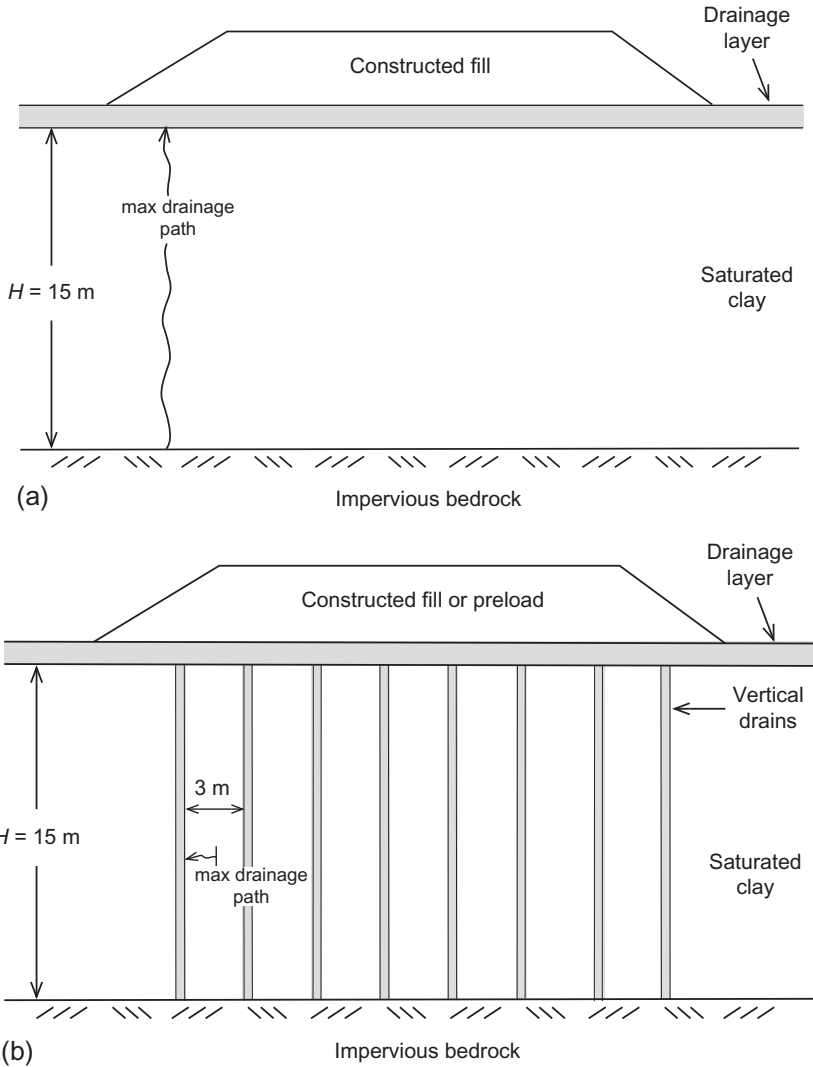 Drainage
layer
Constructed fill
max drainage
path
H = 15 m
Saturated
clay
(a)
Impervious bedrock
Drainage
layer
Constructed fill or preload
Vertical
drains
3 m
H = 15 m
max drainage
path
Saturated
clay
(b)
Impervious bedrock